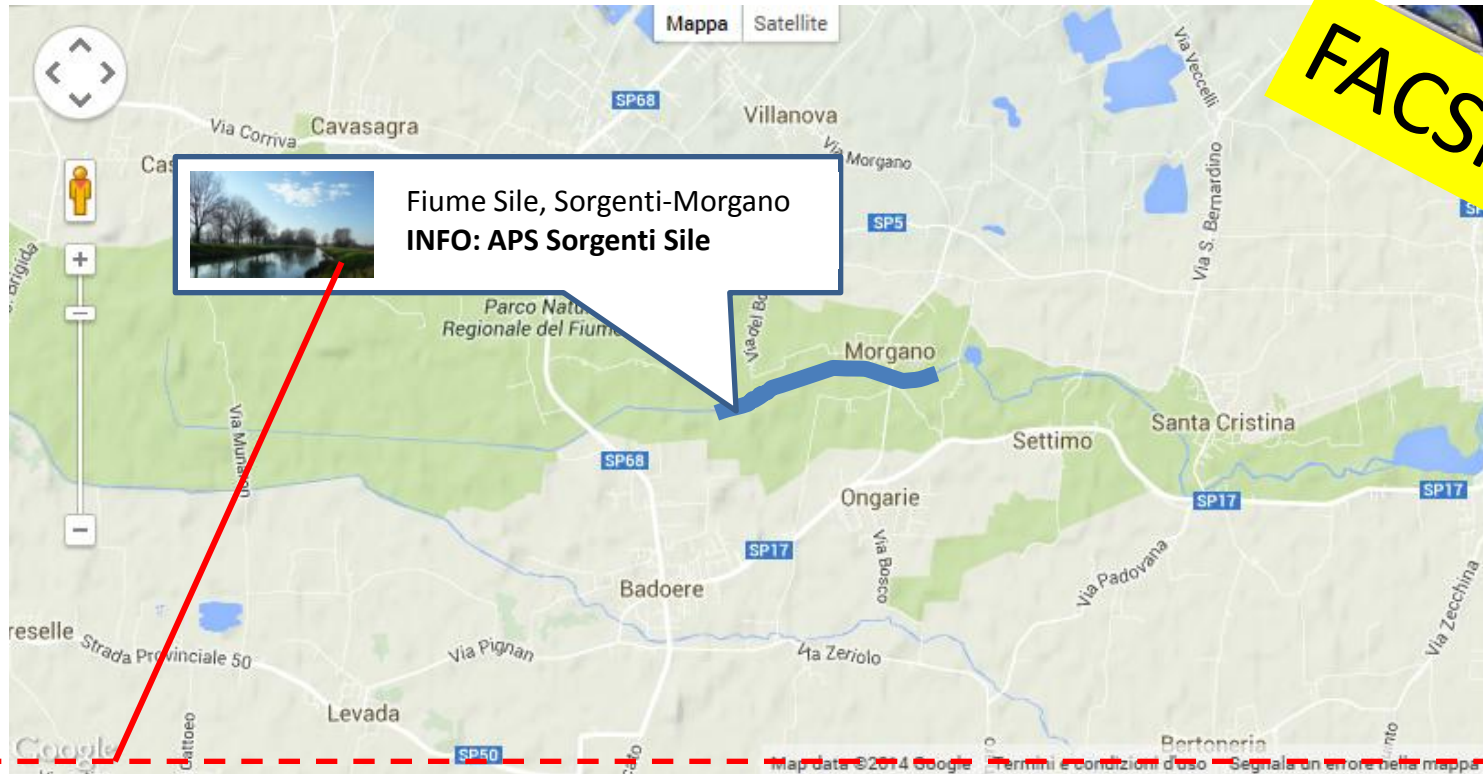 Mappa Satellite
FACSI
SP68
Villanova
Via Veccelli
Via Corriva
Cavasagra
Via Morgano
Cas
Fiume Sile, Sorgenti-Morgano
INFO: APS Sorgenti Sile
SP5
Via S. Bernardino
Brigida
Parco Natu
Regionale del Fiume
Via del Bo
Morgano
Santa Cristina
Settimo
SP68
Ongarie
SP17
SP17
SP17
Via Bosco
Via Padovana
Badoere
Via Zecchina
reselle
Strada Provinciale 50
Via Pignan
Via Zeriolo
Levada
Bertoneria
Google
SP50
Map data ©2014 Google Termini e condizioni d'uso Segnala un errore nella mappa